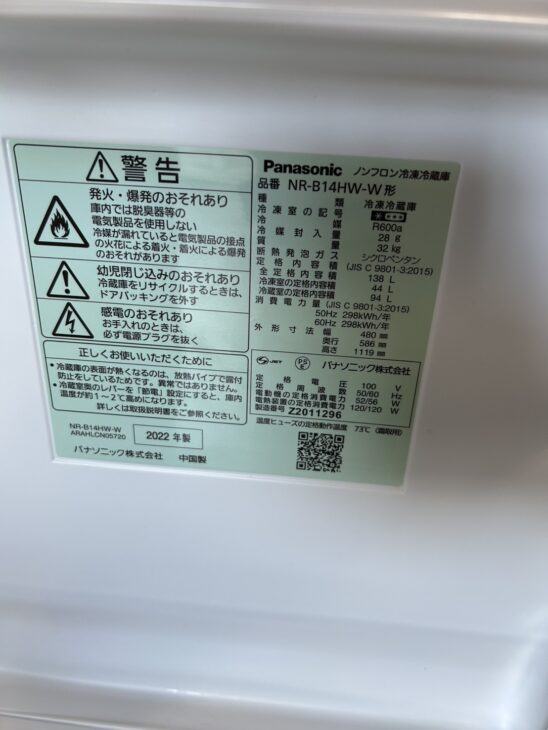 警告
発火・爆発のおそれあり
庫内では脱臭器等の
電気製品を使用しない
冷媒が漏れていると電気製品の接点
の火花による着火・着火による爆発
のおそれがあります
幼児閉じ込みのおそれあり
冷蔵庫をリサイクルするときは、
ドアパッキングを外す
感電のおそれあり
お手入れのときは、
必ず電源プラグを抜く
正しくお使いいただくために
•冷蔵庫の表面が熱くなるのは、放熱パイプで露付
防止をしているためです。異常ではありません。
•冷蔵室奥のレバーを「節電」設定にすると、庫内
温度が約1〜2℃高めになります。
詳しくは取扱説明書をご覧ください。
NR-B14HW-W
ARAHLCN05720
2022 年製
パナソニック株式会社 中国製
Panasonic ノンフロン冷凍冷蔵庫
品番 NR-B14HW-W 形
種類 冷凍冷蔵庫
冷凍室の記号
冷媒 R600a
冷媒封入量 28 g
質量 32 kg
断熱発泡ガス シクロペンタン
定格内容積 (JIS C 9801-3:2015)
全定格内容積 138 L
冷凍室の定格内容積 44 L
冷蔵室の定格内容積 94 L
消費電力量 (JIS C 9801-3:2015)
50Hz 298kWh/年
60Hz 298kWh/年
外形寸法 幅 480 mm
奥行 586 mm
高さ 1119 mm
JET PS E パナソニック株式会社
定格電圧 100 V
定格周波数 50/60 Hz
電動機の定格消費電力 52/56 W
電熱装置の定格消費電力 120/120 W
製造番号 Z2011296
温度ヒューズの定格動作温度 73℃ (霜取用)